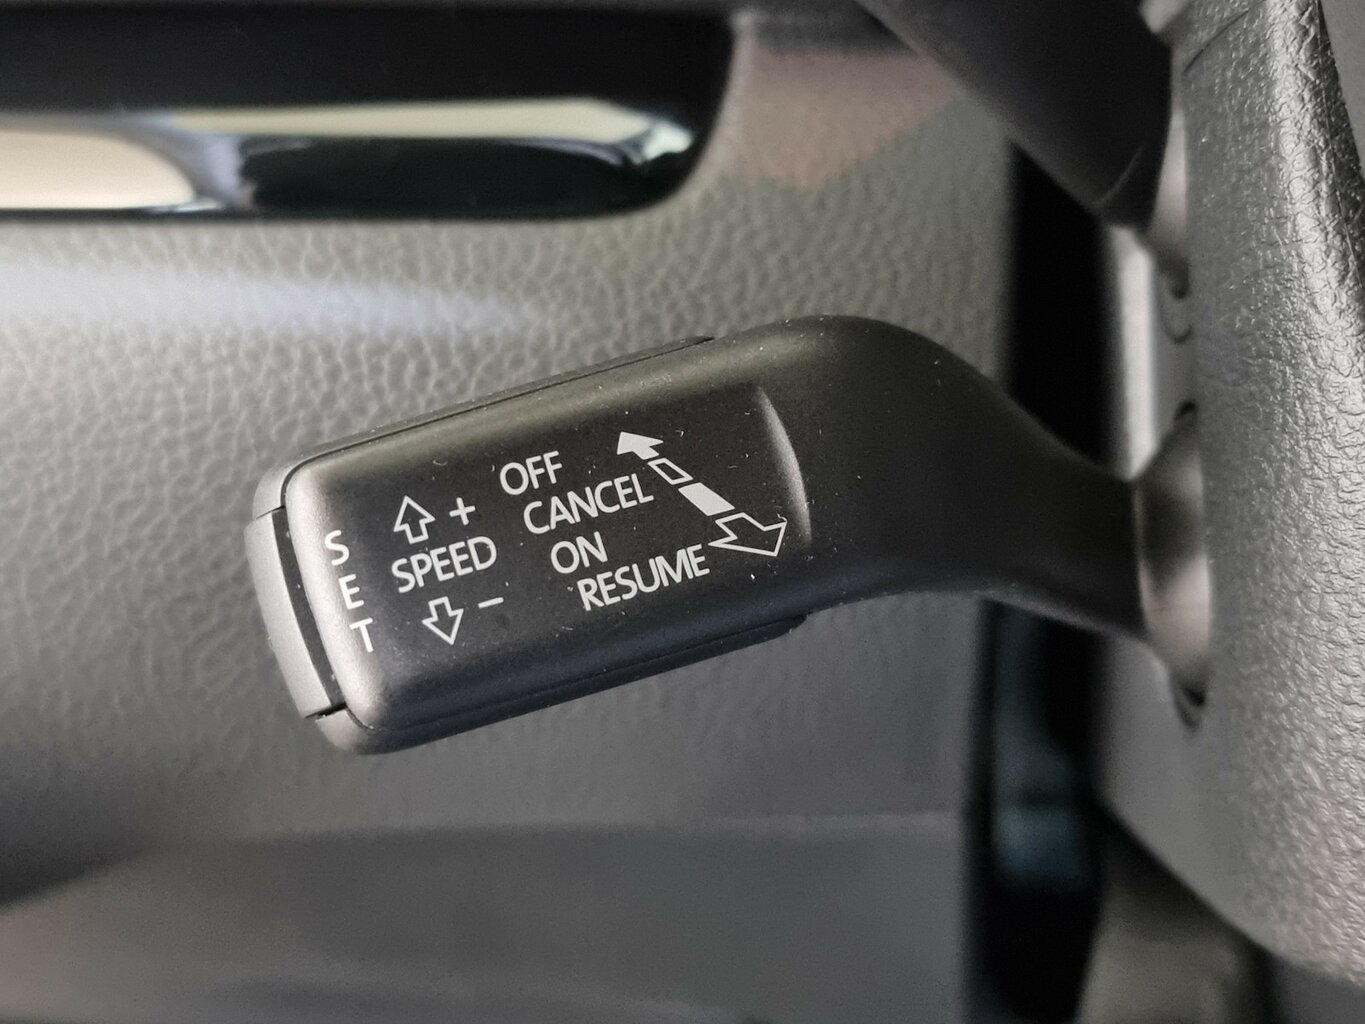 S
E
T
+
SPEED
-
OFF
CANCEL
ON
RESUME